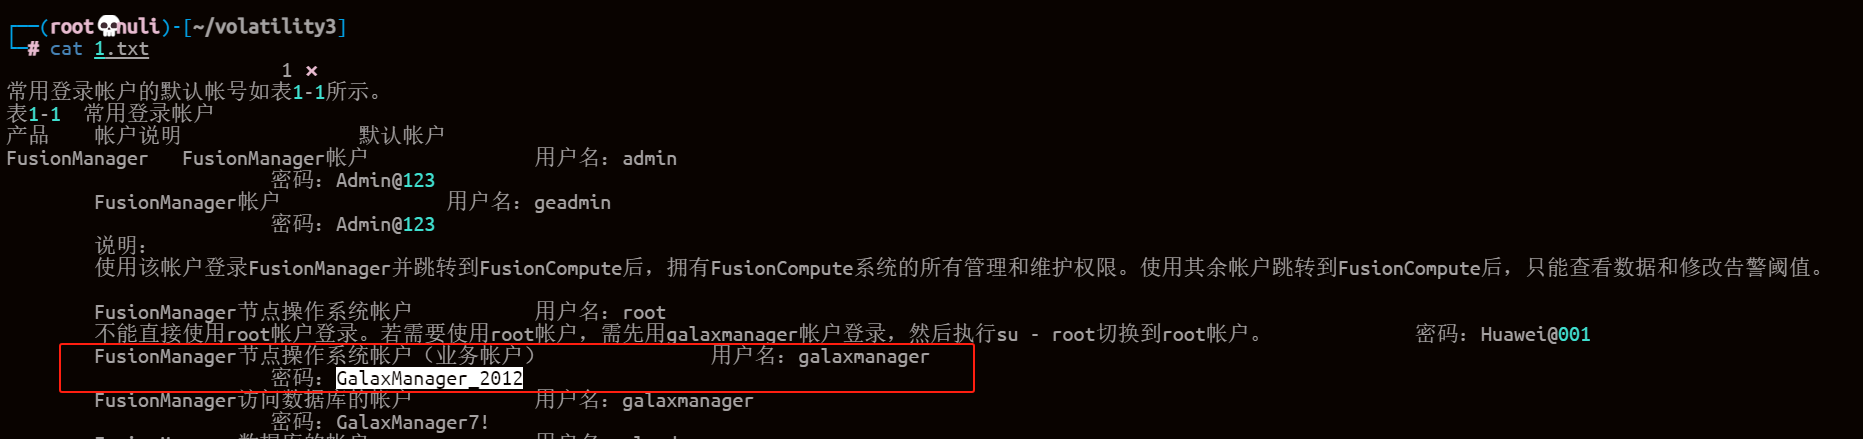 ┌──(root💀huli)-[~/volatility3]
└─# cat 1.txt
1 ⨯
常用登录帐户的默认帐号如表1-1所示。
表1-1 常用登录帐户
产品 帐户说明 默认帐户
FusionManager FusionManager帐户 用户名：admin
密码：Admin@123
FusionManager帐户 用户名：geadmin
密码：Admin@123
说明：
使用该帐户登录FusionManager并跳转到FusionCompute后，拥有FusionCompute系统的所有管理和维护权限。使用其余帐户跳转到FusionCompute后，只能查看数据和修改告警阈值。
FusionManager节点操作系统帐户 用户名：root
不能直接使用root帐户登录。若需要使用root帐户，需先用galaxmanager帐户登录，然后执行su - root切换到root帐户。 密码：Huawei@001
FusionManager节点操作系统帐户（业务帐户） 用户名：galaxmanager
密码：GalaxManager_2012
FusionManager访问数据库的帐户 用户名：galaxmanager
密码：GalaxManager7!